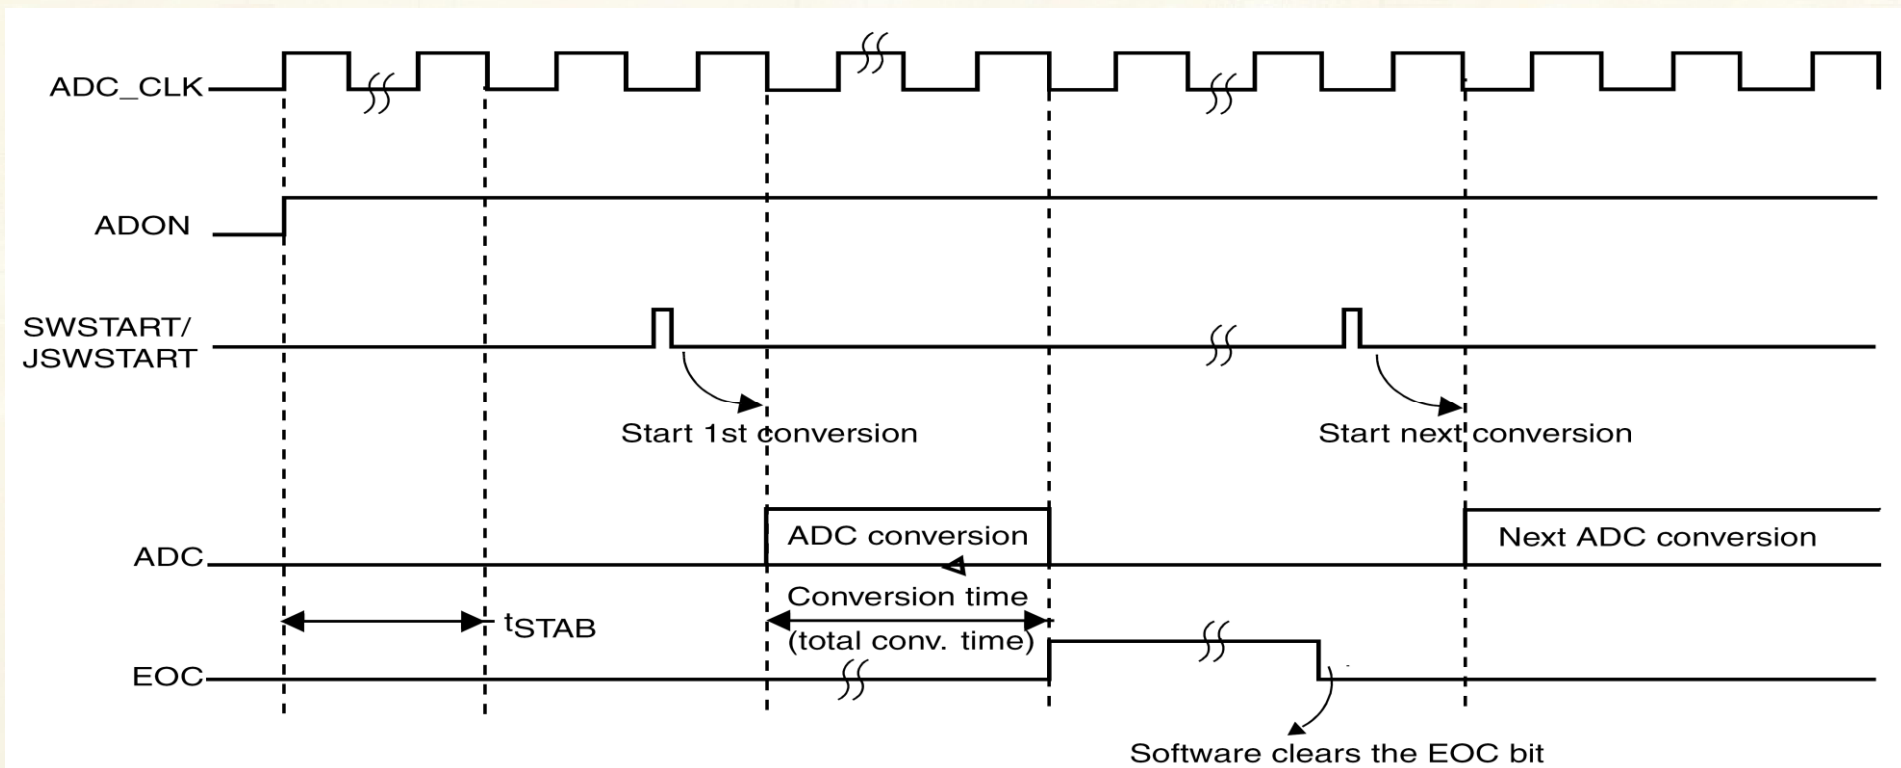 ADC_CLK
ADON
SWSTART/
JSWSTART
Start 1st conversion
Start next conversion
ADC
ADC conversion
Next ADC conversion
Conversion time
tSTAB
(total conv. time)
EOC
Software clears the EOC bit